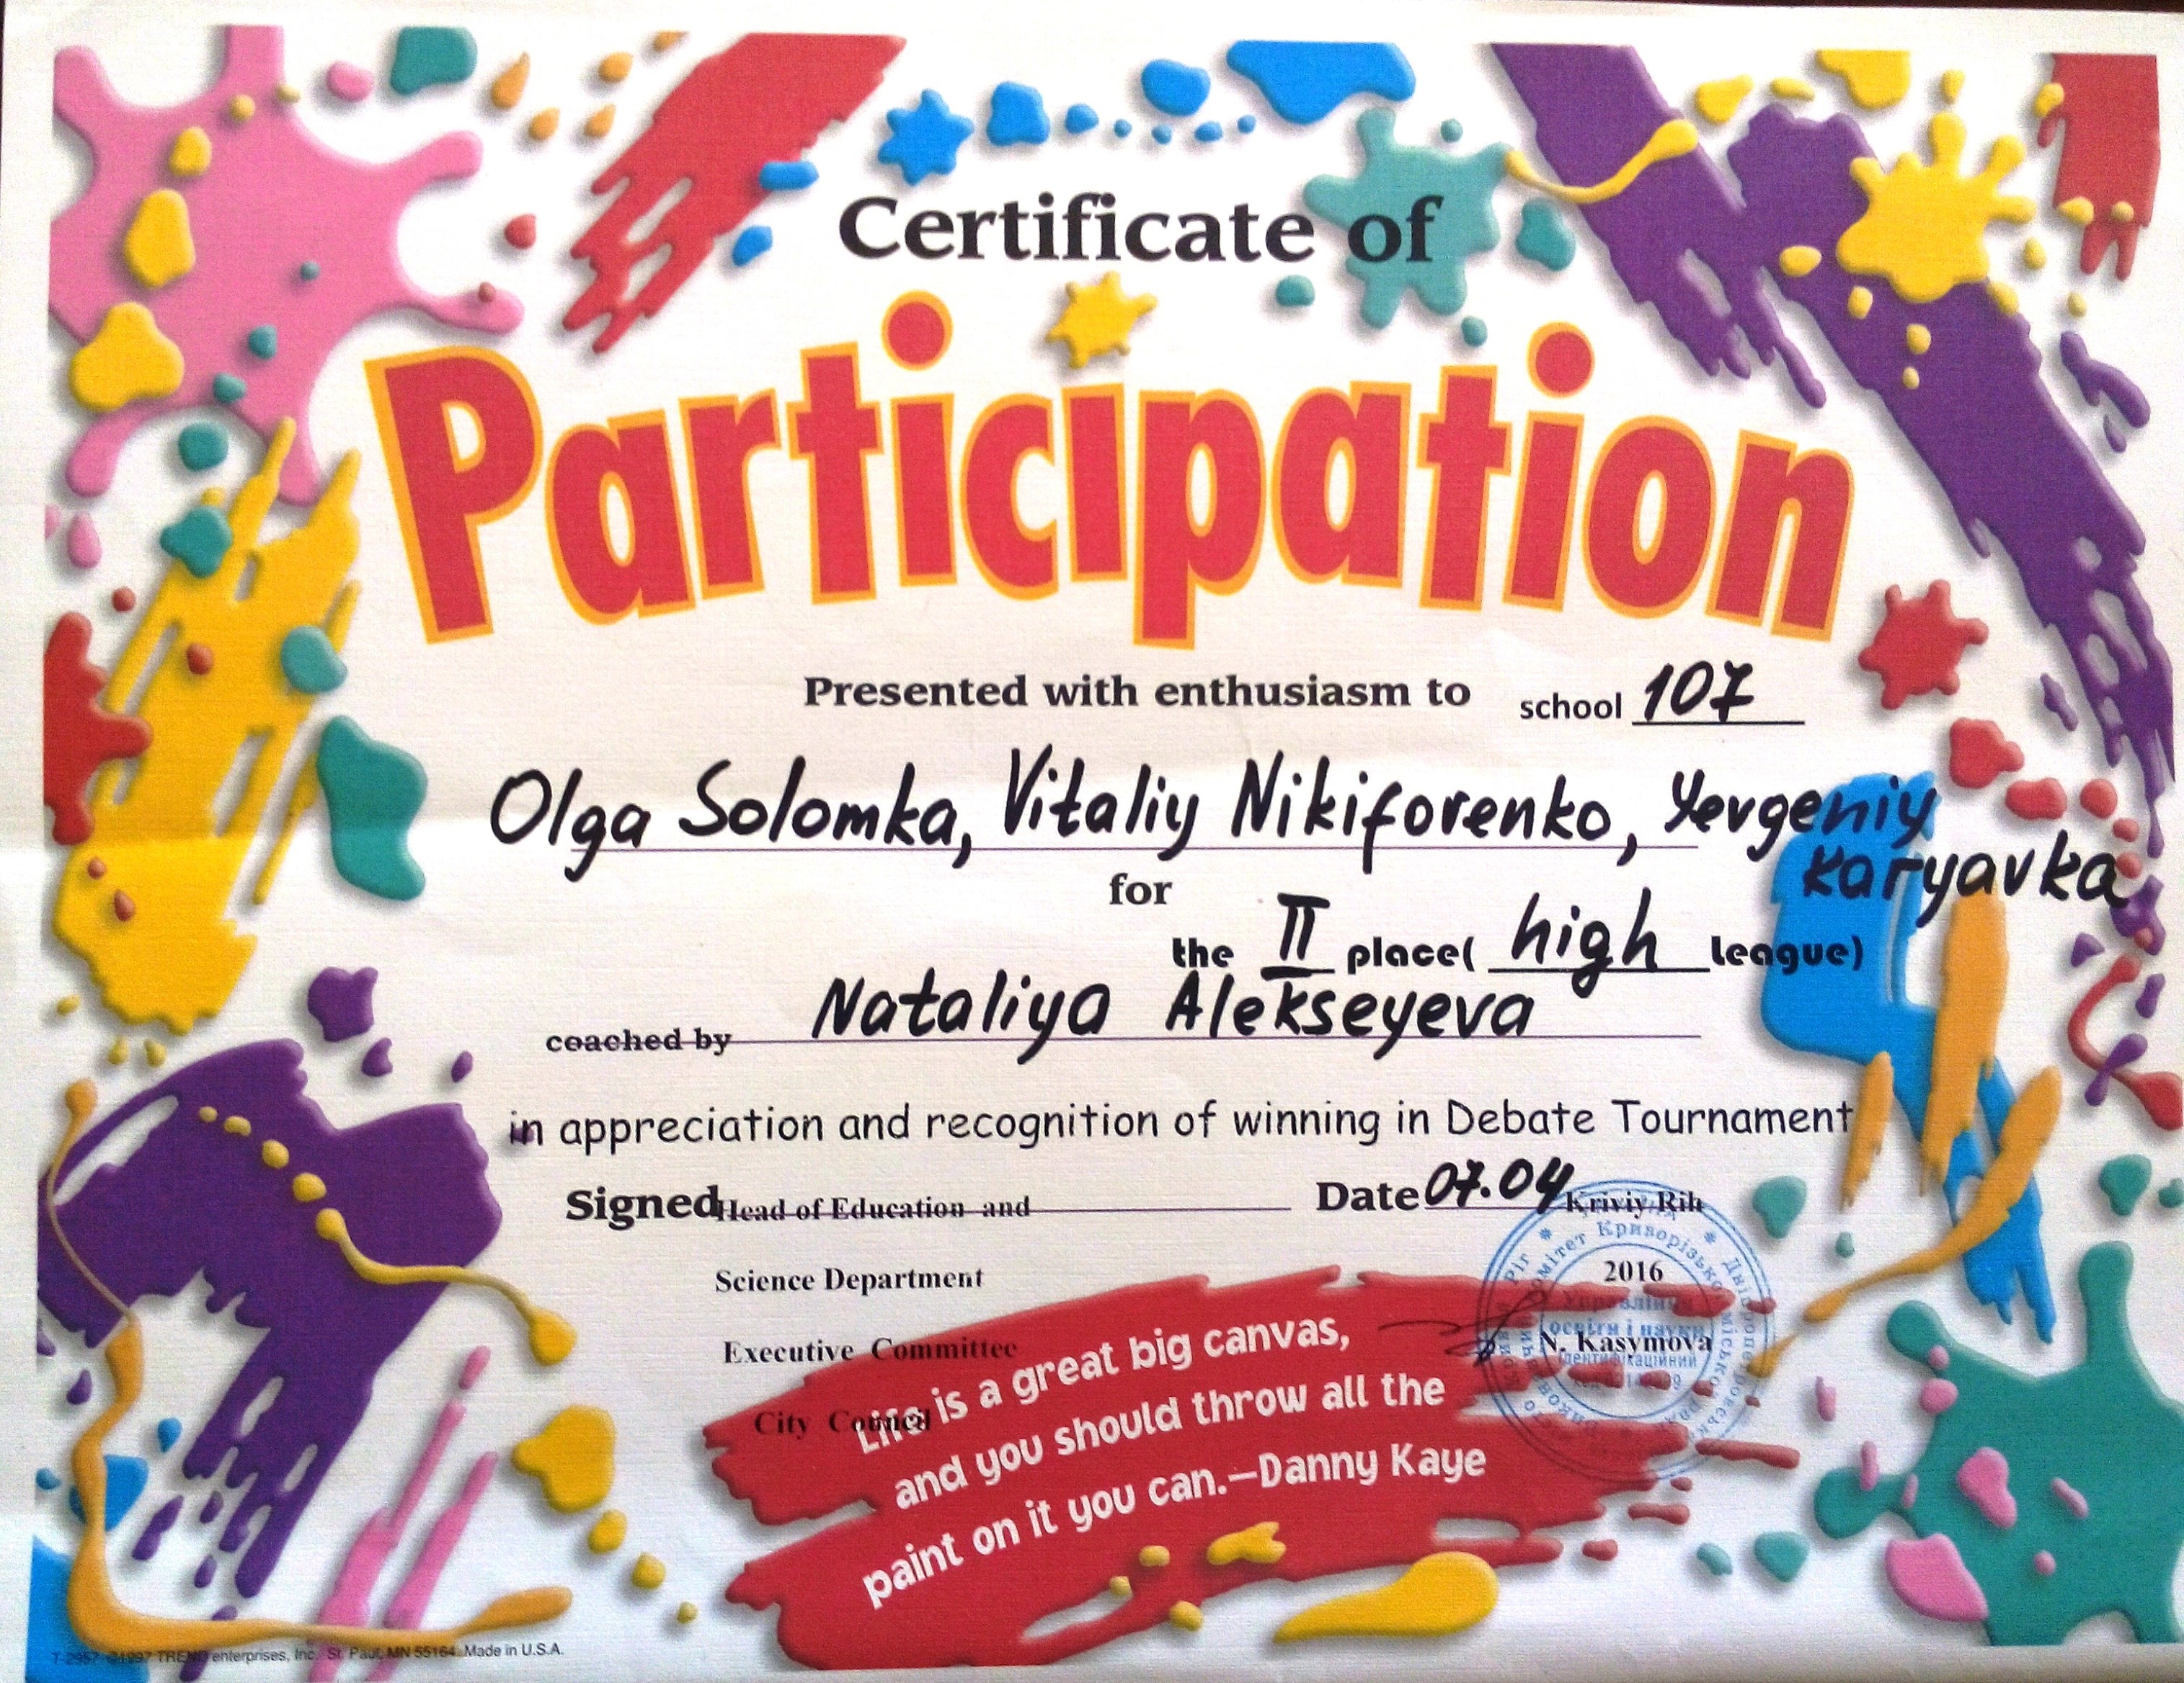 Certificate of
Participation
Presented with enthusiasm to school 107
Olga Solomka, Vitaliy Nikiforenko, Yevgeniy
Karyavka
for
the II place( high league)
coached by Nataliya Alekseyeva
in appreciation and recognition of winning in Debate Tournament
Signed Head of Education and Date 07.04 Kriviy Rih
Science Department 2016
Executive Committee N. Kasymova
City Council
Life is a great big canvas,
and you should throw all the
paint on it you can.—Danny Kaye
Управління
освіти і науки
Ідентифікаційний
T-2957 ©1997 TREND enterprises, Inc. St. Paul, MN 55164 Made in U.S.A.